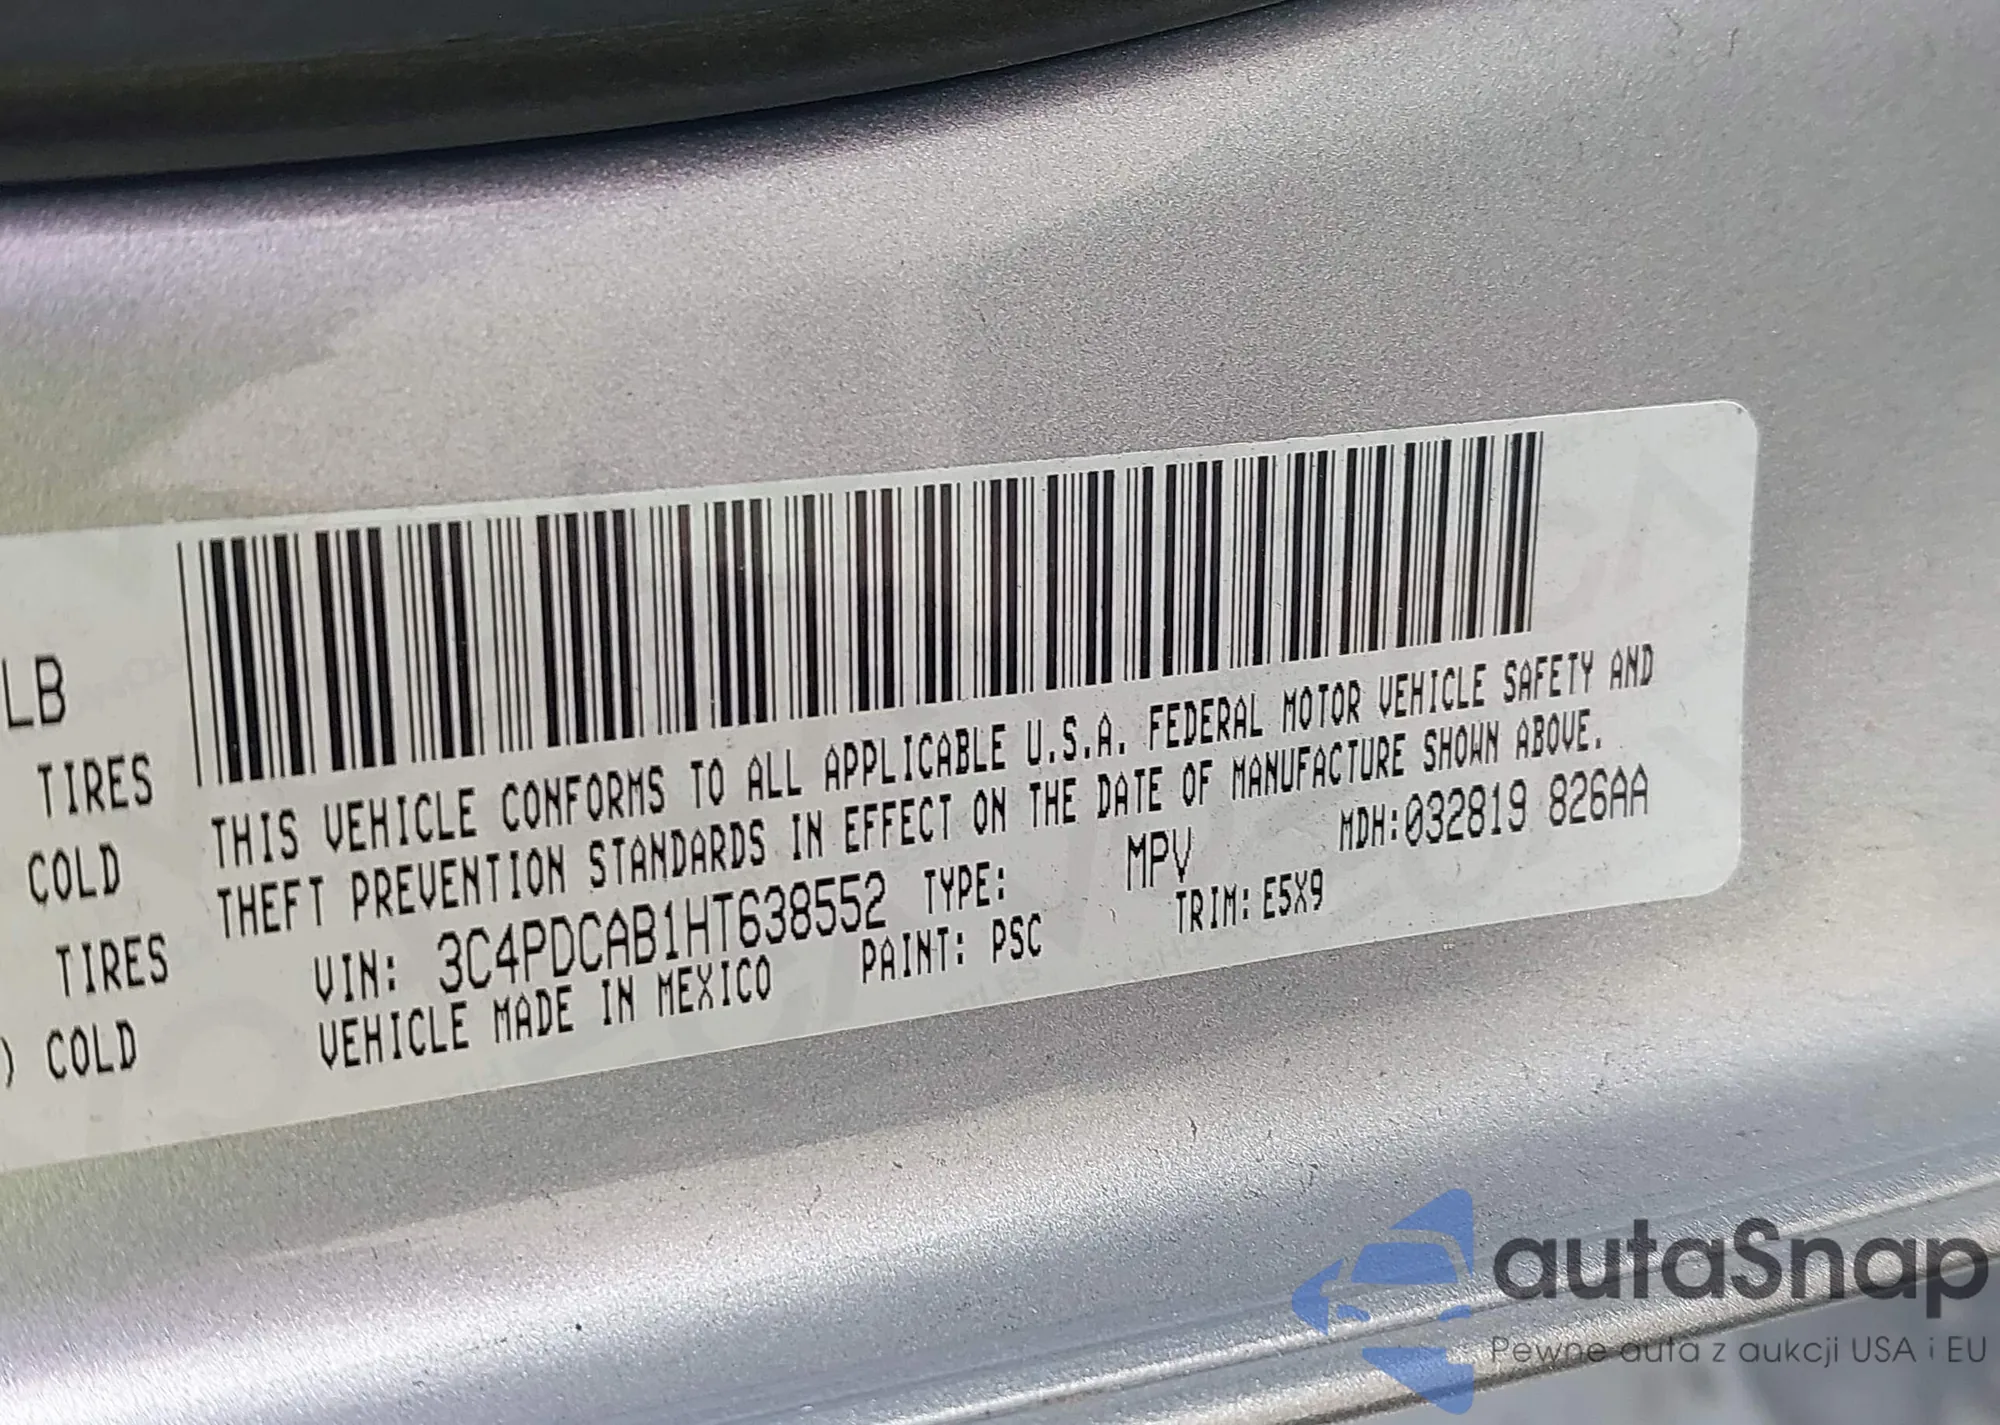 LB
TIRES
COLD
TIRES
) COLD
THIS VEHICLE CONFORMS TO ALL APPLICABLE U.S.A. FEDERAL MOTOR VEHICLE SAFETY AND
THEFT PREVENTION STANDARDS IN EFFECT ON THE DATE OF MANUFACTURE SHOWN ABOVE.
VIN: 3C4PDCAB1HT638552 TYPE: MPV MDH:032819 826AA
VEHICLE MADE IN MEXICO PAINT: PSC TRIM: E5X9
autaSnap
Pewne auta z aukcji USA i EU